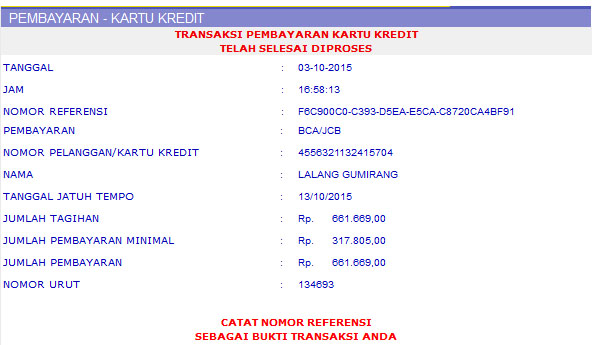 PEMBAYARAN - KARTU KREDIT
TRANSAKSI PEMBAYARAN KARTU KREDIT
TELAH SELESAI DIPROSES
TANGGAL : 03-10-2015
JAM : 16:58:13
NOMOR REFERENSI : F6C900C0-C393-D5EA-E5CA-C8720CA4BF91
PEMBAYARAN : BCA/JCB
NOMOR PELANGGAN/KARTU KREDIT : 4556321132415704
NAMA : LALANG GUMIRANG
TANGGAL JATUH TEMPO : 13/10/2015
JUMLAH TAGIHAN : Rp. 661.669,00
JUMLAH PEMBAYARAN MINIMAL : Rp. 317.805,00
JUMLAH PEMBAYARAN : Rp. 661.669,00
NOMOR URUT : 134693
CATAT NOMOR REFERENSI
SEBAGAI BUKTI TRANSAKSI ANDA